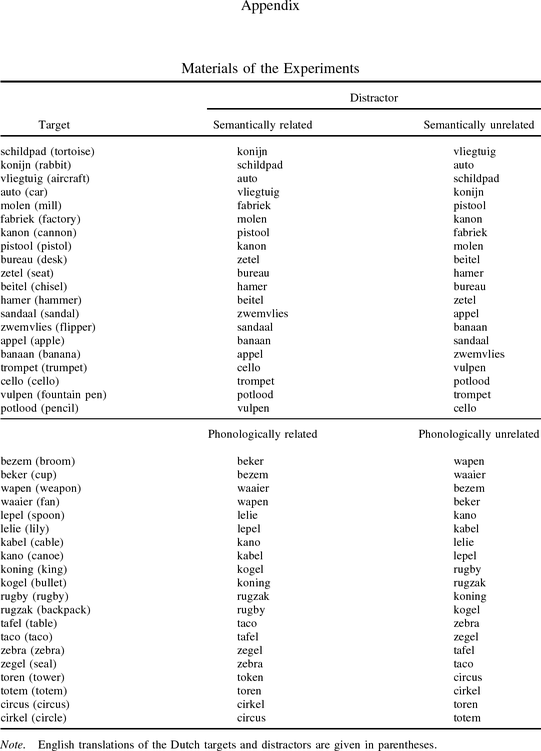 Appendix
Materials of the Experiments
Distractor
Target Semantically related Semantically unrelated
schildpad (tortoise) konijn vliegtuig
konijn (rabbit) schildpad auto
vliegtuig (aircraft) auto schildpad
auto (car) vliegtuig konijn
molen (mill) fabriek pistool
fabriek (factory) molen kanon
kanon (cannon) pistool fabriek
pistool (pistol) kanon molen
bureau (desk) zetel beitel
zetel (seat) bureau hamer
beitel (chisel) hamer bureau
hamer (hammer) beitel zetel
sandaal (sandal) zwemvlies appel
zwemvlies (flipper) sandaal banaan
appel (apple) banaan sandaal
banaan (banana) appel zwemvlies
trompet (trumpet) cello vulpen
cello (cello) trompet potlood
vulpen (fountain pen) potlood trompet
potlood (pencil) vulpen cello
Phonologically related Phonologically unrelated
bezem (broom) beker wapen
beker (cup) bezem waaier
wapen (weapon) waaier bezem
waaier (fan) wapen beker
lepel (spoon) lelie kano
lelie (lily) lepel kabel
kabel (cable) kano lelie
kano (canoe) kabel lepel
koning (king) kogel rugby
kogel (bullet) koning rugzak
rugby (rugby) rugzak koning
rugzak (backpack) rugby kogel
tafel (table) taco zebra
taco (taco) tafel zegel
zebra (zebra) zegel tafel
zegel (seal) zebra taco
toren (tower) token circus
totem (totem) toren cirkel
circus (circus) cirkel toren
cirkel (circle) circus totem
Note. English translations of the Dutch targets and distractors are given in parentheses.